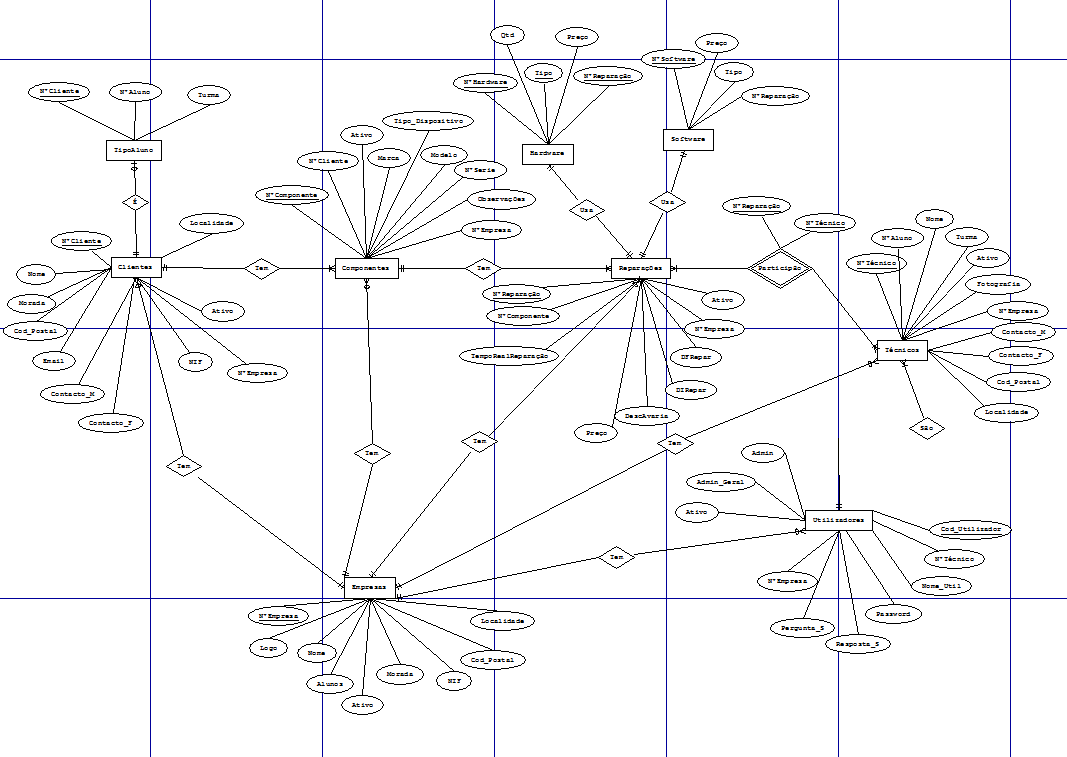 Qtd
Preço
Preço
NºSoftware
Tipo
Tipo
NºHardware
NºReparação
NºReparação
NºCliente
NºAluno
Turma
Tipo_Dispositivo
Ativo
Software
TipoAluno
Hardware
NºCliente
Marca
Modelo
NºSerie
NºComponente
Observações
É
Usa
Usa
NºReparação
NºTécnico
Nome
Localidade
NºEmpresa
NºAluno
Turma
NºCliente
Ativo
NºTécnico
Clientes
Tem
Componentes
Tem
Reparações
Participão
Nome
Fotografia
NºReparação
Ativo
Morada
Ativo
NºEmpresa
NºComponente
Cod_Postal
NºEmpresa
Contacto_M
Técnicos
TempoRealReparação
DFRepar
Contacto_F
Email
NIF
NºEmpresa
Cod_Postal
Contacto_M
DIRepar
Localidade
Contacto_F
DescAvaria
Preço
São
Tem
Tem
Tem
Tem
Admin
Admin_Geral
Ativo
Utilizadores
Cod_Utilizador
Tem
NºTécnico
NºEmpresa
Nome_Util
Empresas
Password
NºEmpresa
Localidade
Pergunta_S
Resposta_S
Logo
Nome
Cod_Postal
Morada
NIF
Alunos
Ativo